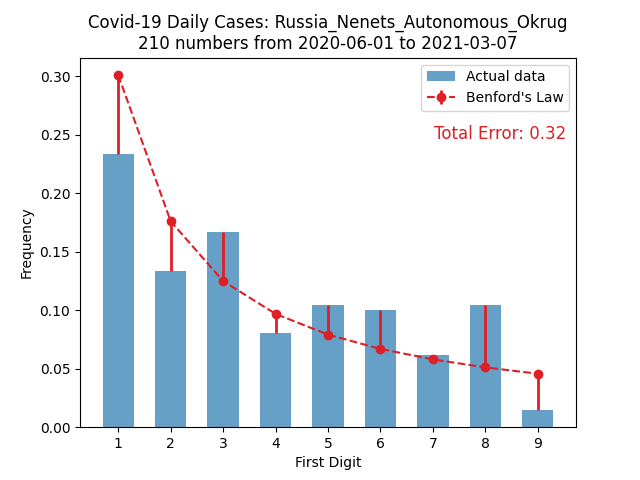 Covid-19 Daily Cases: Russia_Nenets_Autonomous_Okrug
210 numbers from 2020-06-01 to 2021-03-07
Actual data
Benford's Law
Total Error: 0.32
Frequency
0.30
0.25
0.20
0.15
0.10
0.05
0.00
1 2 3 4 5 6 7 8 9
First Digit